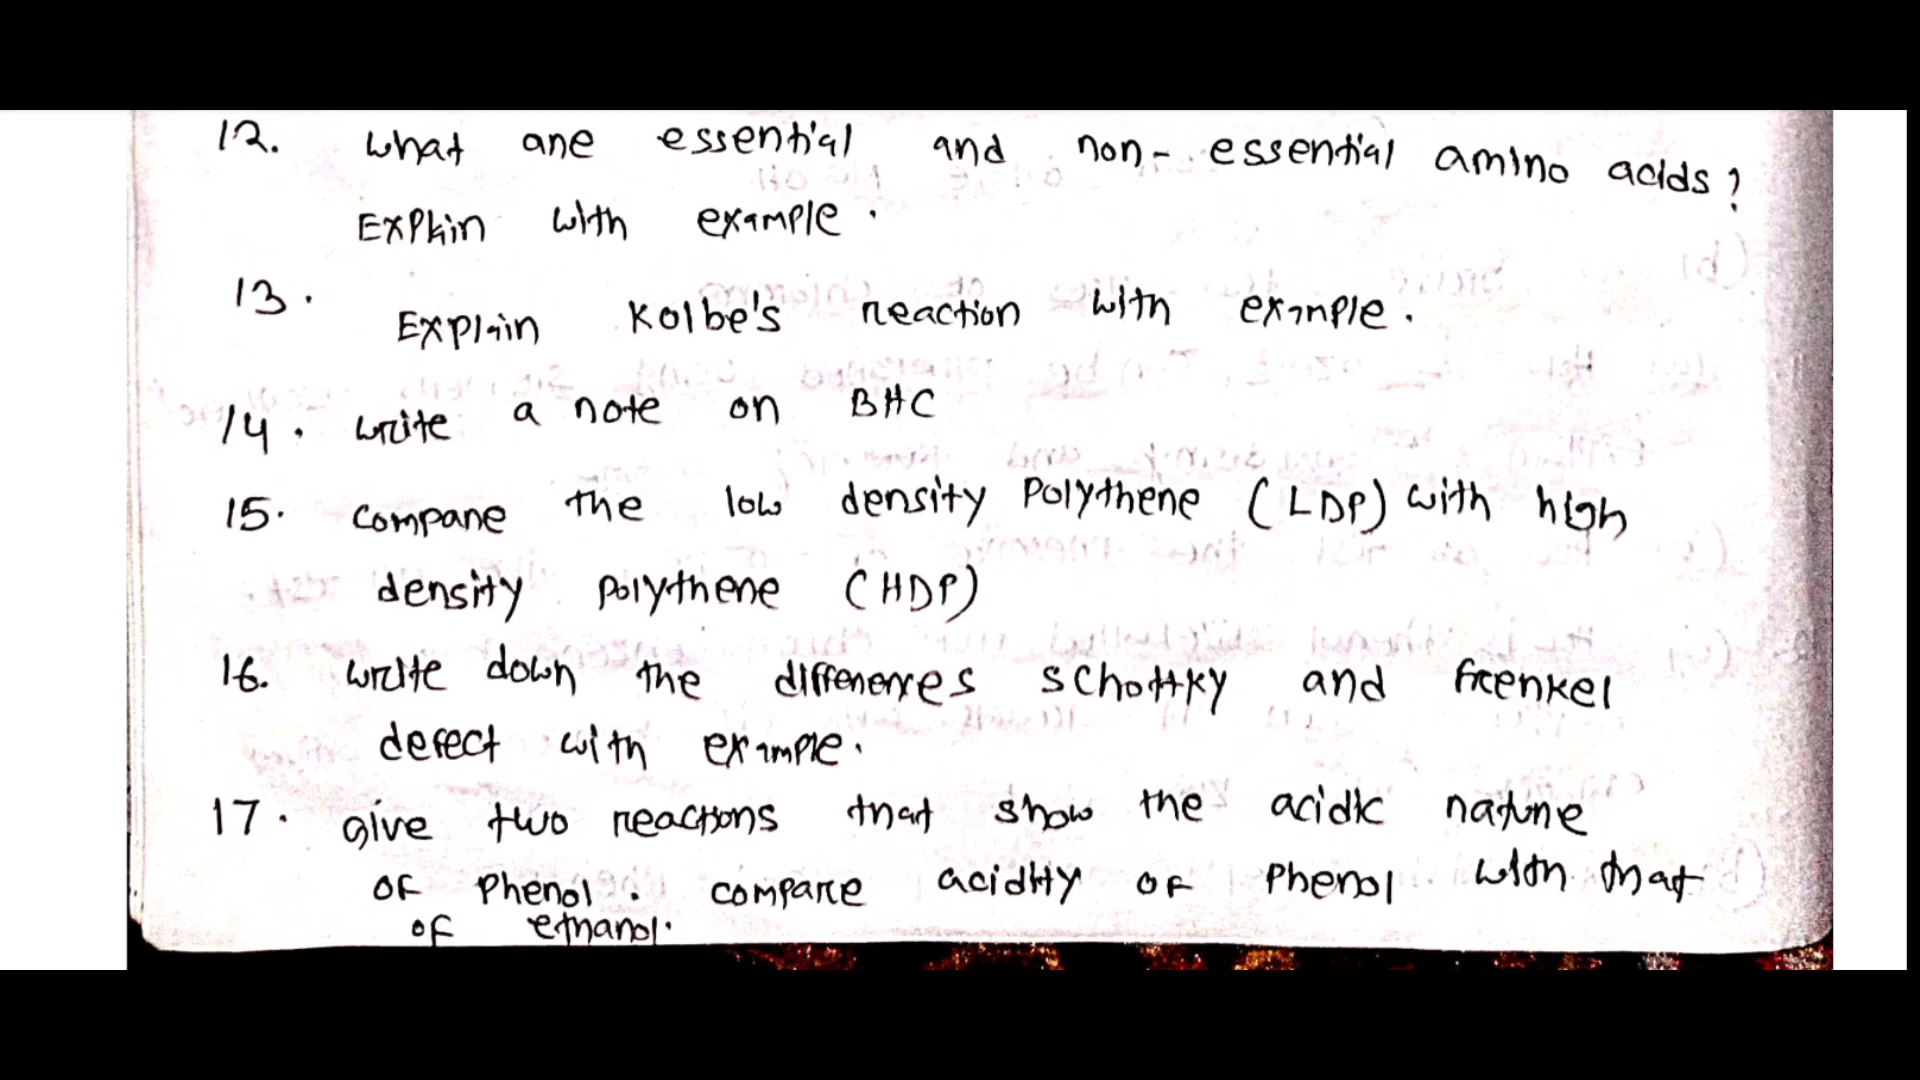 12. What are essential and non-essential amino acids?
Explain with example.
13. Explain Kolbe's reaction with example.
14. write a note on BHC
15. compare the low density polythene (LDP) with high
density polythene (HDP)
16. write down the differences schottky and frenkel
defect with example.
17. give two reactions that show the acidic nature
of phenol. compare acidity of phenol with that
of ethanol.